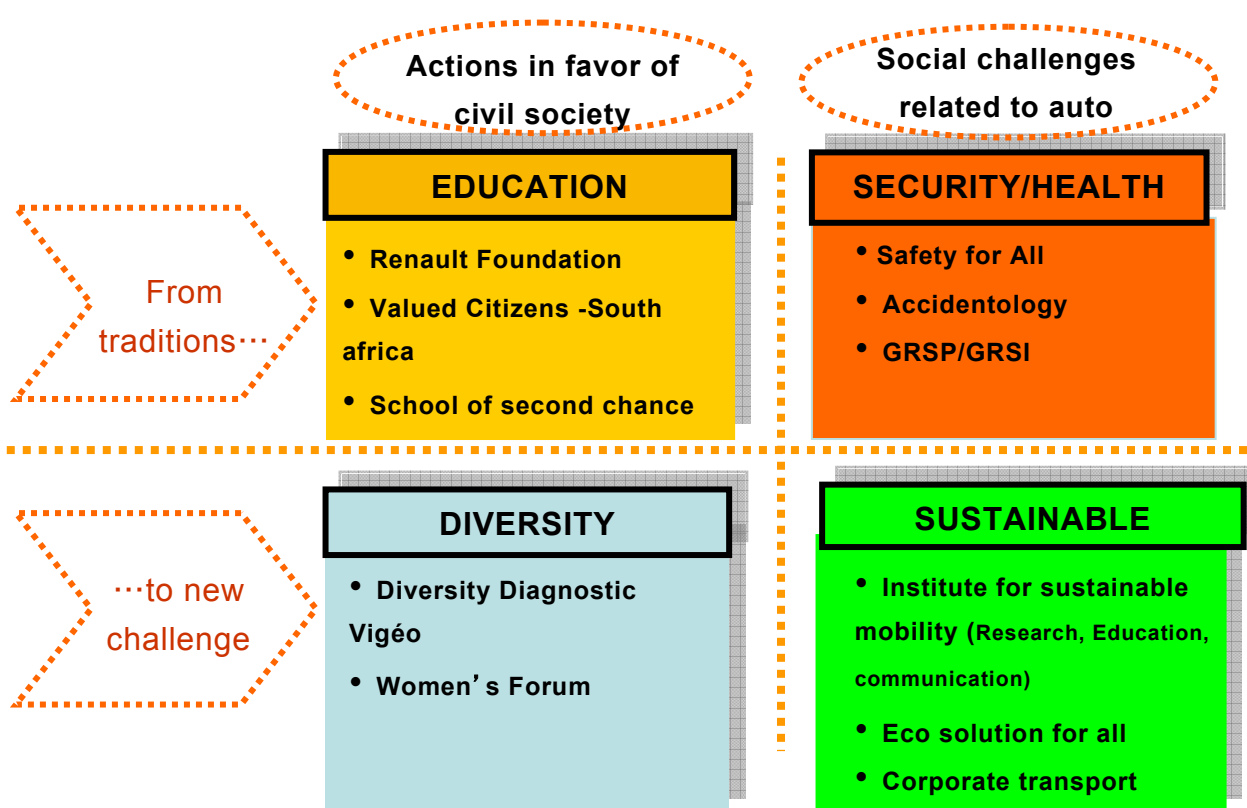 Actions in favor of
civil society
Social challenges
related to auto
From
traditions…
EDUCATION
• Renault Foundation
• Valued Citizens -South
africa
• School of second chance
SECURITY/HEALTH
• Safety for All
• Accidentology
• GRSP/GRSI
…to new
challenge
DIVERSITY
• Diversity Diagnostic
Vigéo
• Women’s Forum
SUSTAINABLE
• Institute for sustainable
mobility (Research, Education,
communication)
• Eco solution for all
• Corporate transport